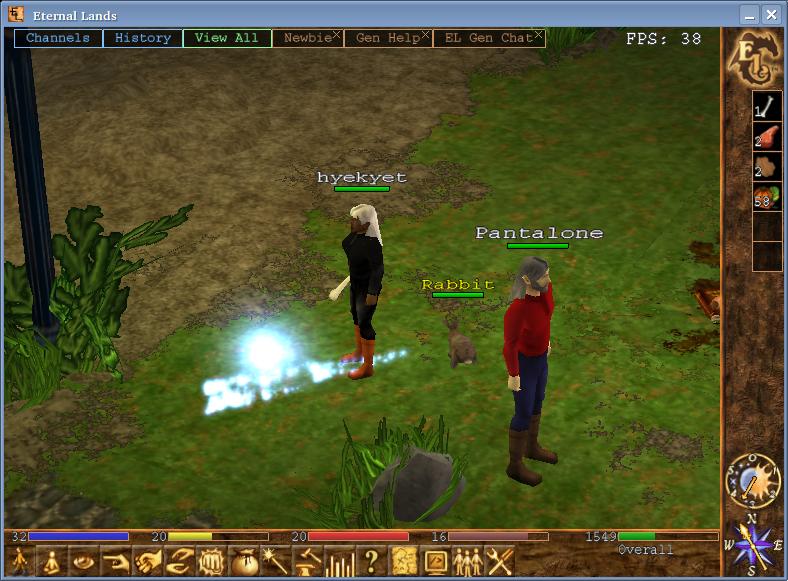 Eternal Lands
Channels History View All Newbie Gen Help EL Gen Chat FPS: 38
hyekyet
Pantalone
Rabbit
1
2
2
58
32 20 20 16 1549
Overall
N
W E
S